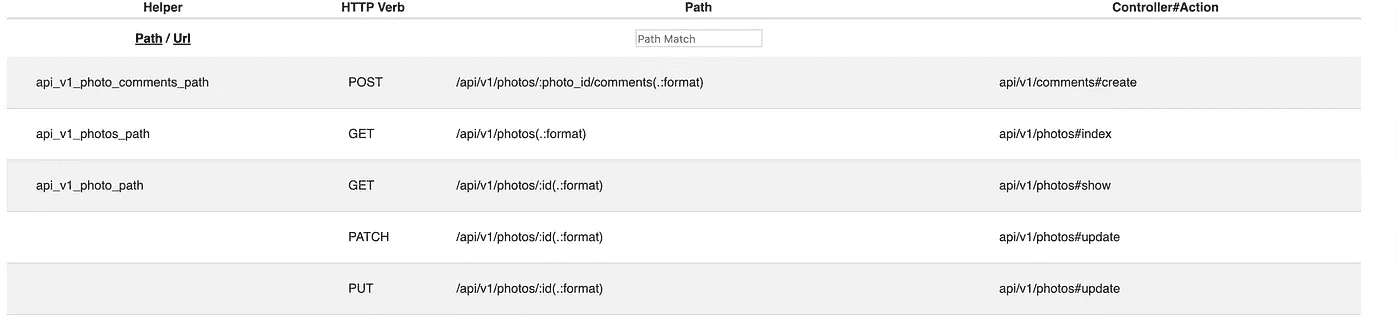 Helper HTTP Verb Path Controller#Action
Path / Url Path Match
api_v1_photo_comments_path POST /api/v1/photos/:photo_id/comments(.:format) api/v1/comments#create
api_v1_photos_path GET /api/v1/photos(.:format) api/v1/photos#index
api_v1_photo_path GET /api/v1/photos/:id(.:format) api/v1/photos#show
PATCH /api/v1/photos/:id(.:format) api/v1/photos#update
PUT /api/v1/photos/:id(.:format) api/v1/photos#update